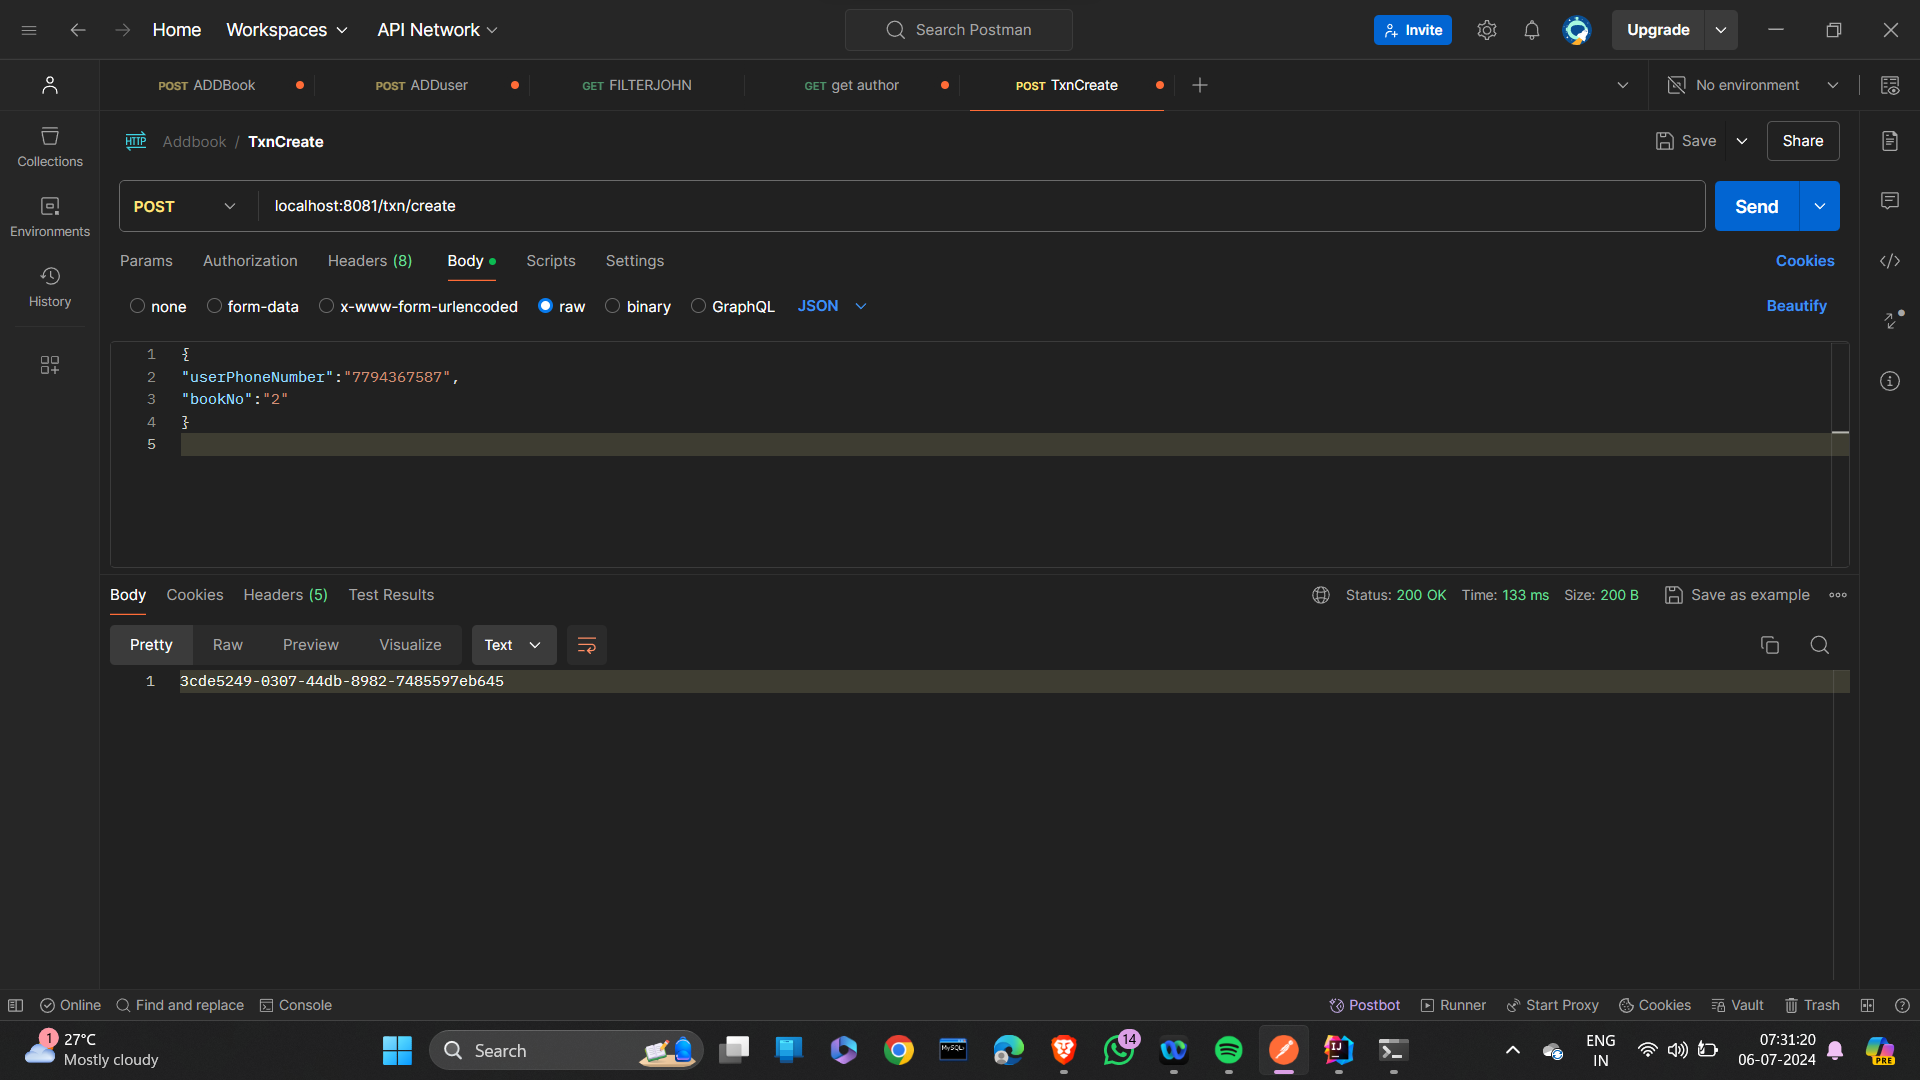 Home Workspaces API Network Search Postman Invite Upgrade
POST ADDBook POST ADDuser GET FILTERJOHN GET get author POST TxnCreate No environment
HTTP Addbook / TxnCreate Save Share
Collections
POST localhost:8081/txn/create Send
Environments
Params Authorization Headers (8) Body Scripts Settings Cookies
History
none form-data x-www-form-urlencoded raw binary GraphQL JSON Beautify
1 {
2 "userPhoneNumber":"7794367587",
3 "bookNo":"2"
4 }
5
Body Cookies Headers (5) Test Results Status: 200 OK Time: 133 ms Size: 200 B Save as example
Pretty Raw Preview Visualize Text
1 3cde5249-0307-44db-8982-7485597eb645
Online Find and replace Console Postbot Runner Start Proxy Cookies Vault Trash
1 27°C
Mostly cloudy
Search
MySQL
14
IJ
ENG
IN
07:31:20
06-07-2024
PRE